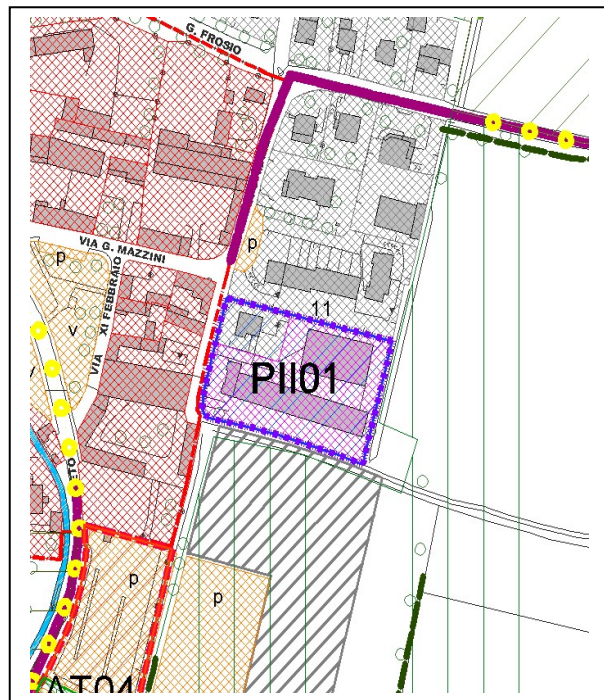 G. FROSIO
p
VIA G. MAZZINI
p
VIA XI FEBBRAIO
v
11
PII01
p
p
AT04